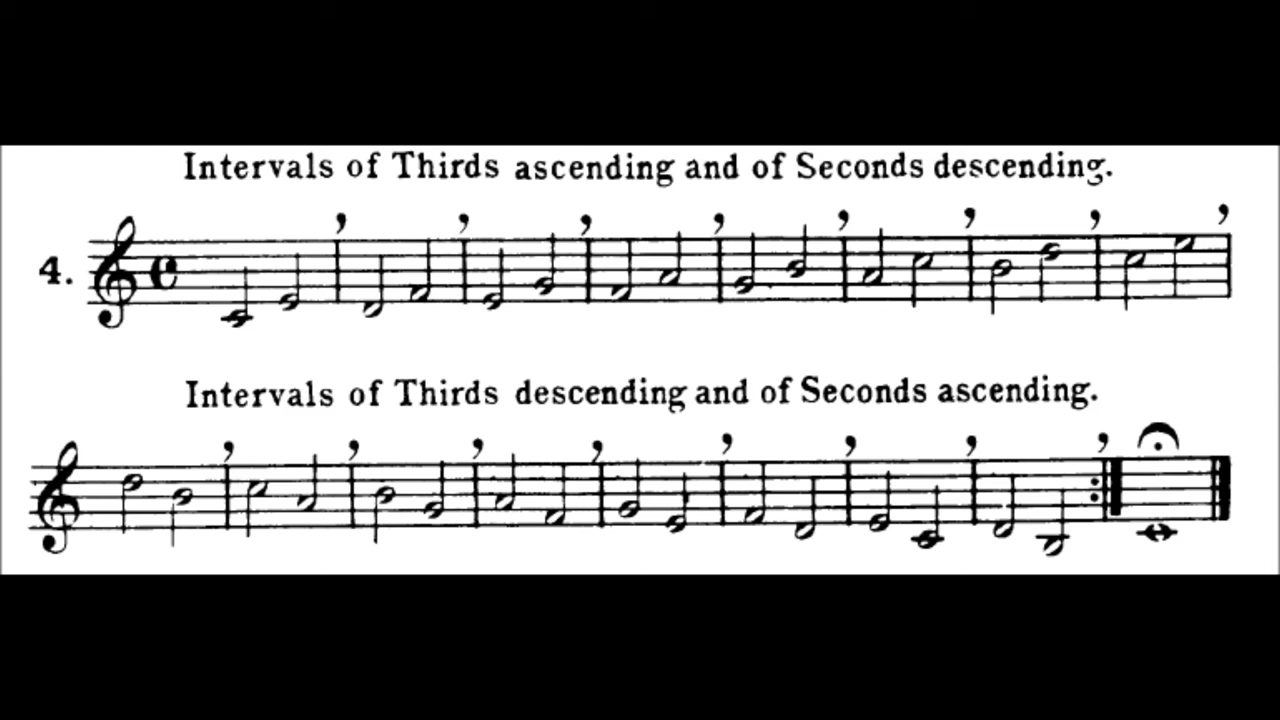 Intervals of Thirds ascending and of Seconds descending.
4.
Intervals of Thirds descending and of Seconds ascending.